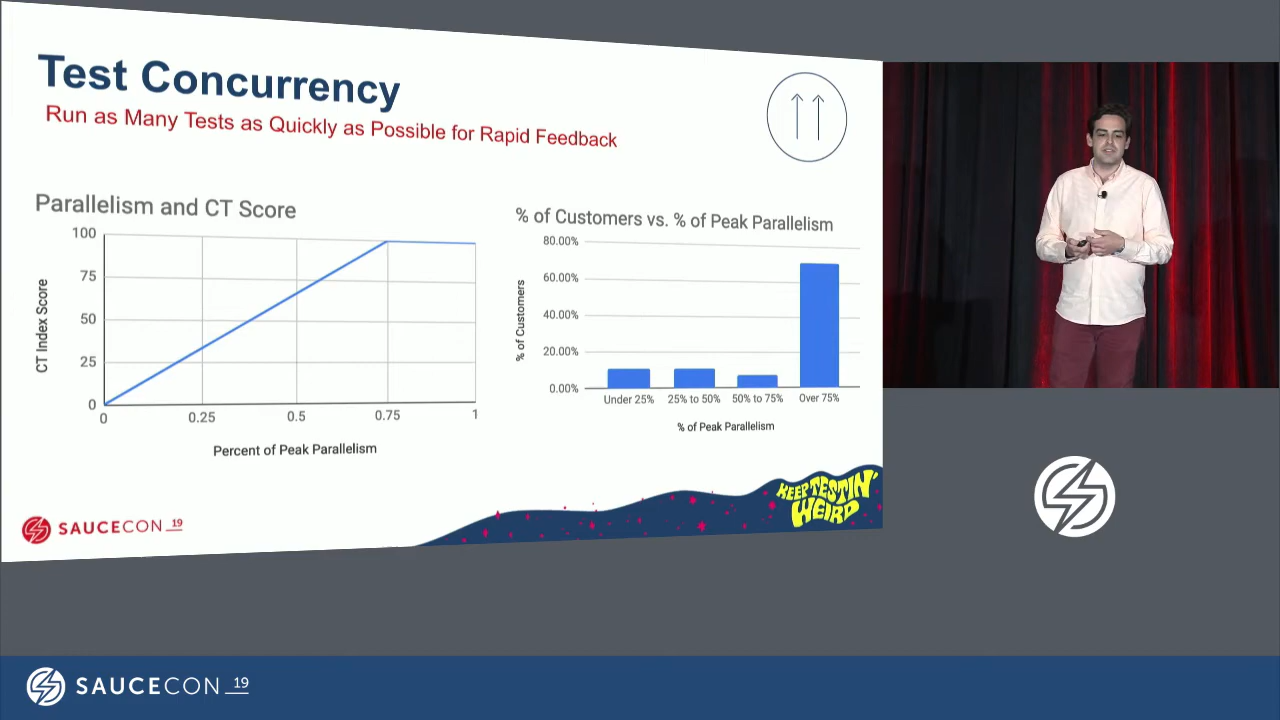 Test Concurrency
Run as Many Tests as Quickly as Possible for Rapid Feedback
Parallelism and CT Score
100
75
50
25
0
CT Index Score
0
0.25
0.5
0.75
1
Percent of Peak Parallelism
% of Customers vs. % of Peak Parallelism
80.00%
60.00%
40.00%
20.00%
0.00%
% of Customers
Under 25%
25% to 50%
50% to 75%
Over 75%
% of Peak Parallelism
KEEP TESTIN'
WEIRD
SAUCECON 19
SAUCECON 19